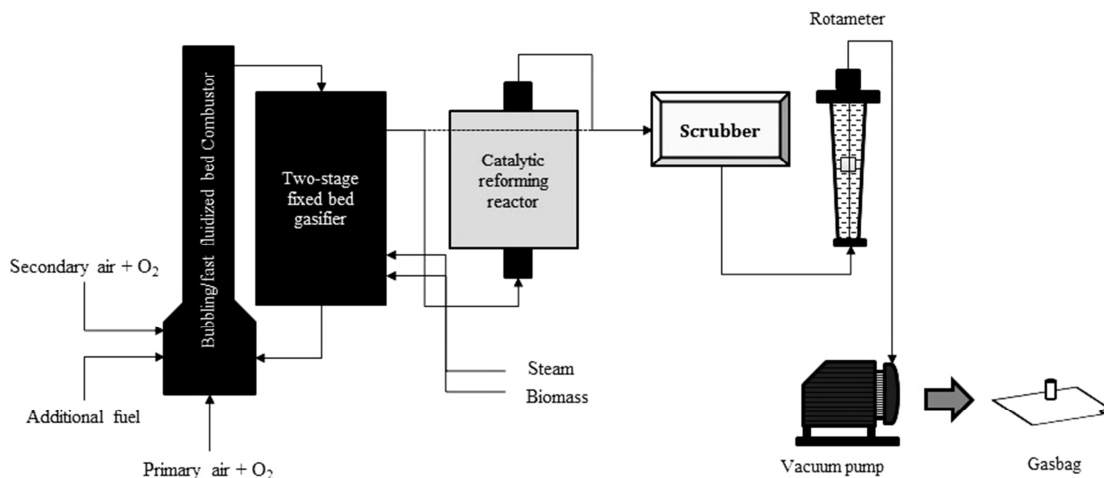 Rotameter
Bubbling/fast fluidized bed Combustor
Scrubber
Two-stage
fixed bed
gasifier
Catalytic
reforming
reactor
Secondary air + O₂
Steam
Biomass
Additional fuel
Primary air + O₂
Vacuum pump
Gasbag